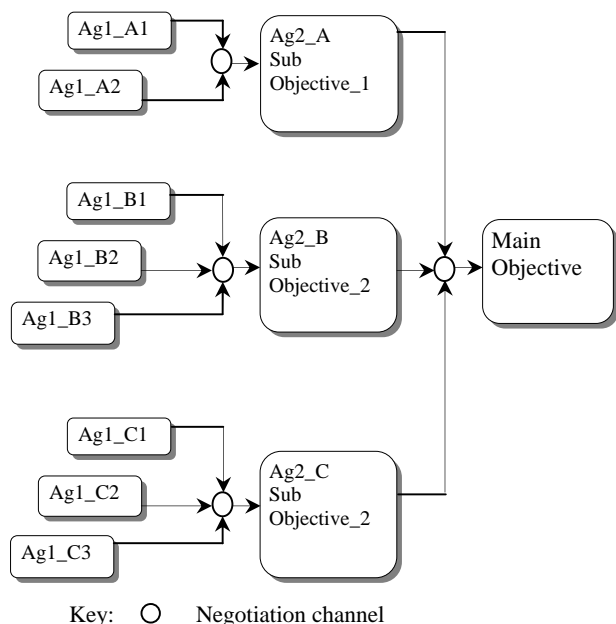 Ag1_A1
Ag1_A2
Ag2_A
Sub
Objective_1
Ag1_B1
Ag1_B2
Ag1_B3
Ag2_B
Sub
Objective_2
Main
Objective
Ag1_C1
Ag1_C2
Ag1_C3
Ag2_C
Sub
Objective_2
Key: Negotiation channel